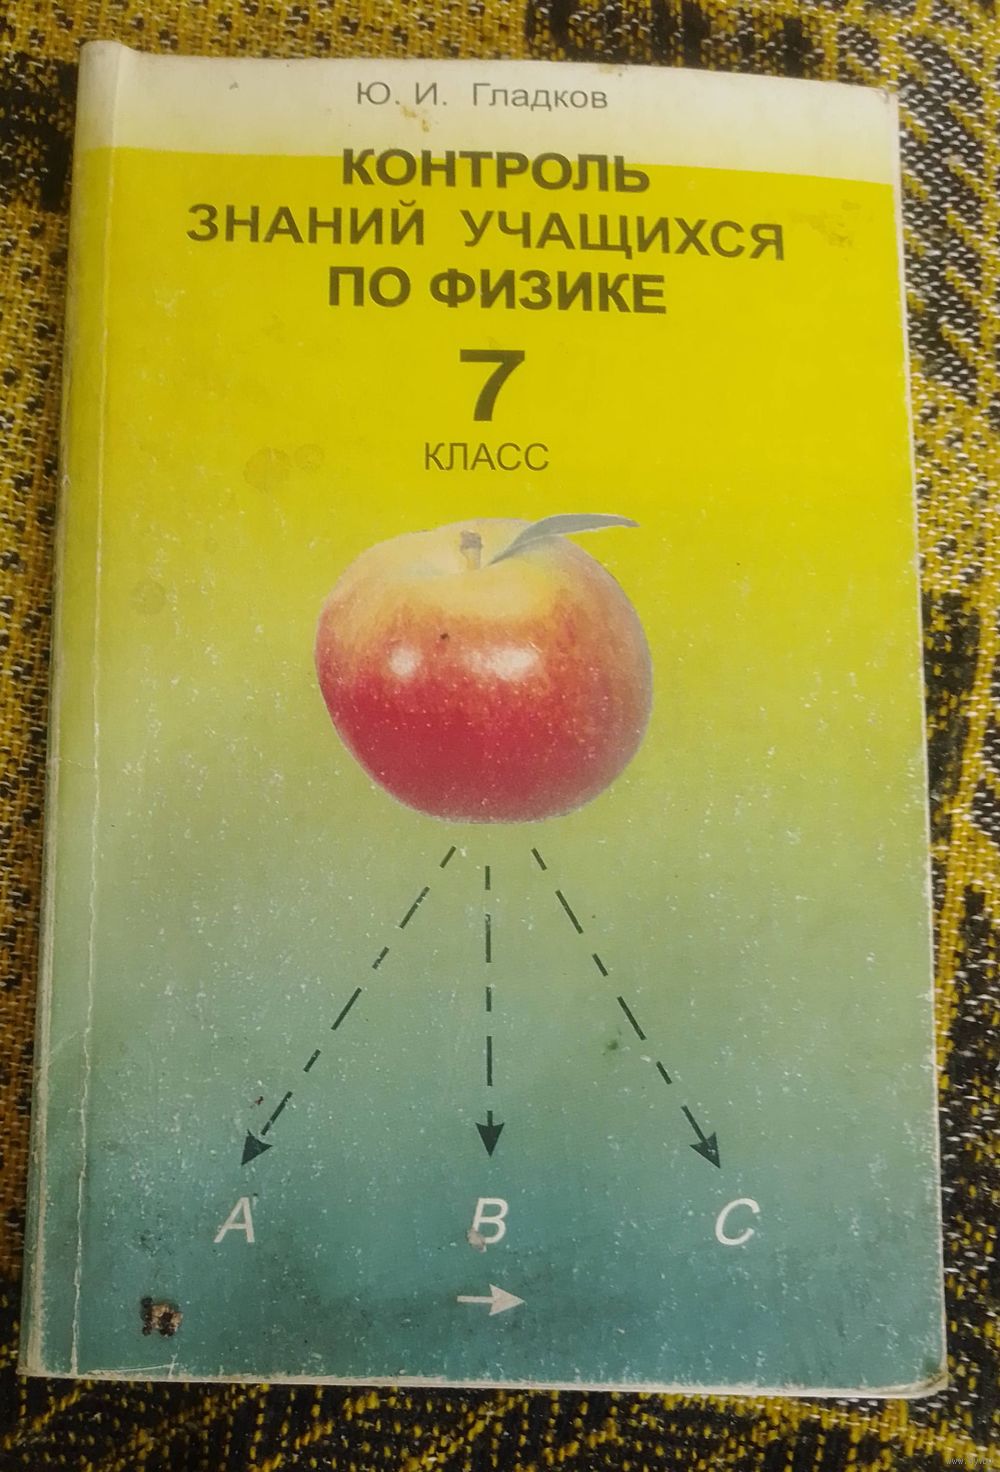 Ю. И. Гладков
КОНТРОЛЬ
ЗНАНИЙ УЧАЩИХСЯ
ПО ФИЗИКЕ
7
КЛАСС
A B C